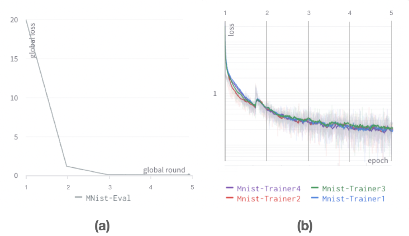 20
15
10
5
0
global loss
global round
1 2 3 4 5
MNist-Eval
(a)
1 2 3 4 5
loss
1
epoch
Mnist-Trainer4 Mnist-Trainer3
Mnist-Trainer2 Mnist-Trainer1
(b)